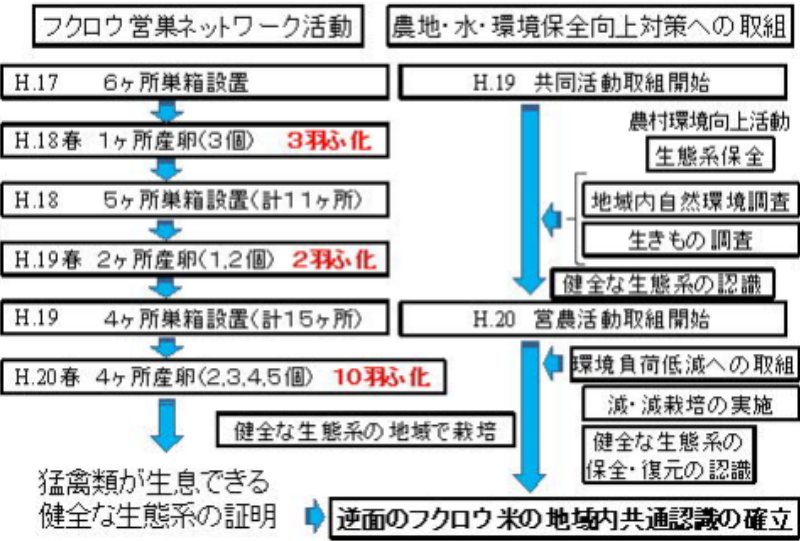 フクロウ営巣ネットワーク活動
H.17 6ヶ所巣箱設置
H.18春 1ヶ所産卵(3個) 3羽ふ化
H.18 5ヶ所巣箱設置(計11ヶ所)
H.19春 2ヶ所産卵(1,2個) 2羽ふ化
H.19 4ヶ所巣箱設置(計15ヶ所)
H.20春 4ヶ所産卵(2,3,4,5個) 10羽ふ化
健全な生態系の地域で栽培
猛禽類が生息できる
健全な生態系の証明
農地・水・環境保全向上対策への取組
H.19 共同活動取組開始
農村環境向上活動
生態系保全
地域内自然環境調査
生きもの調査
健全な生態系の認識
H.20 営農活動取組開始
環境負荷低減への取組
減・減栽培の実施
健全な生態系の
保全・復元の認識
逆面のフクロウ米の地域内共通認識の確立